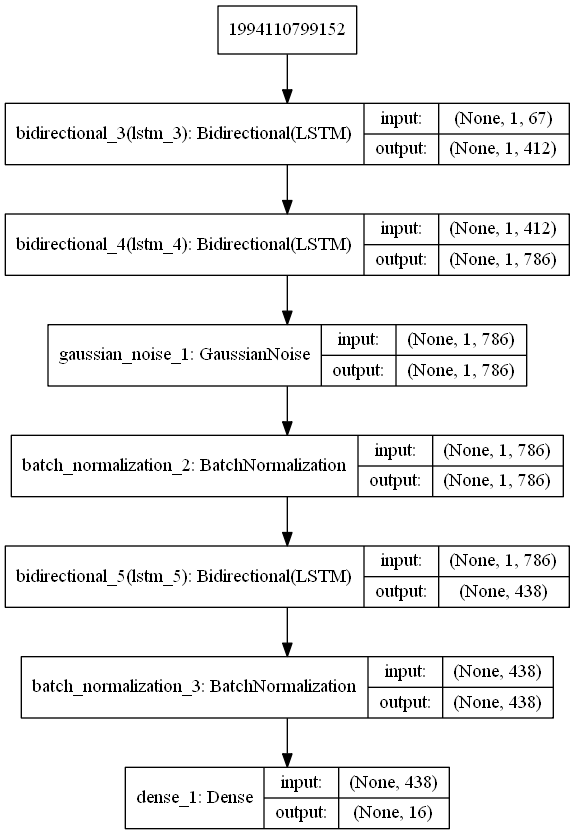 1994110799152
bidirectional_3(lstm_3): Bidirectional(LSTM)
input: (None, 1, 67)
output: (None, 1, 412)
bidirectional_4(lstm_4): Bidirectional(LSTM)
input: (None, 1, 412)
output: (None, 1, 786)
gaussian_noise_1: GaussianNoise
input: (None, 1, 786)
output: (None, 1, 786)
batch_normalization_2: BatchNormalization
input: (None, 1, 786)
output: (None, 1, 786)
bidirectional_5(lstm_5): Bidirectional(LSTM)
input: (None, 1, 786)
output: (None, 438)
batch_normalization_3: BatchNormalization
input: (None, 438)
output: (None, 438)
dense_1: Dense
input: (None, 438)
output: (None, 16)